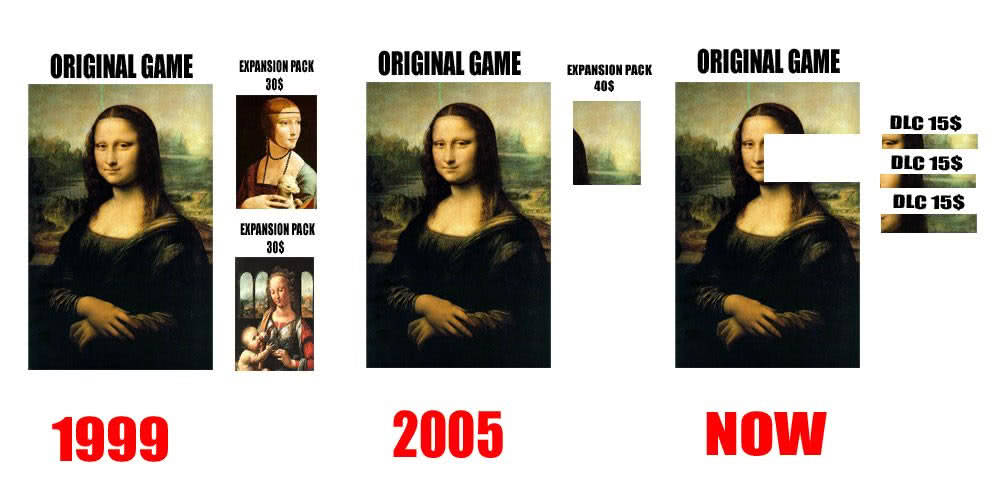 ORIGINAL GAME
EXPANSION PACK
30$
EXPANSION PACK
30$
1999
ORIGINAL GAME
EXPANSION PACK
40$
2005
ORIGINAL GAME
DLC 15$
DLC 15$
DLC 15$
NOW